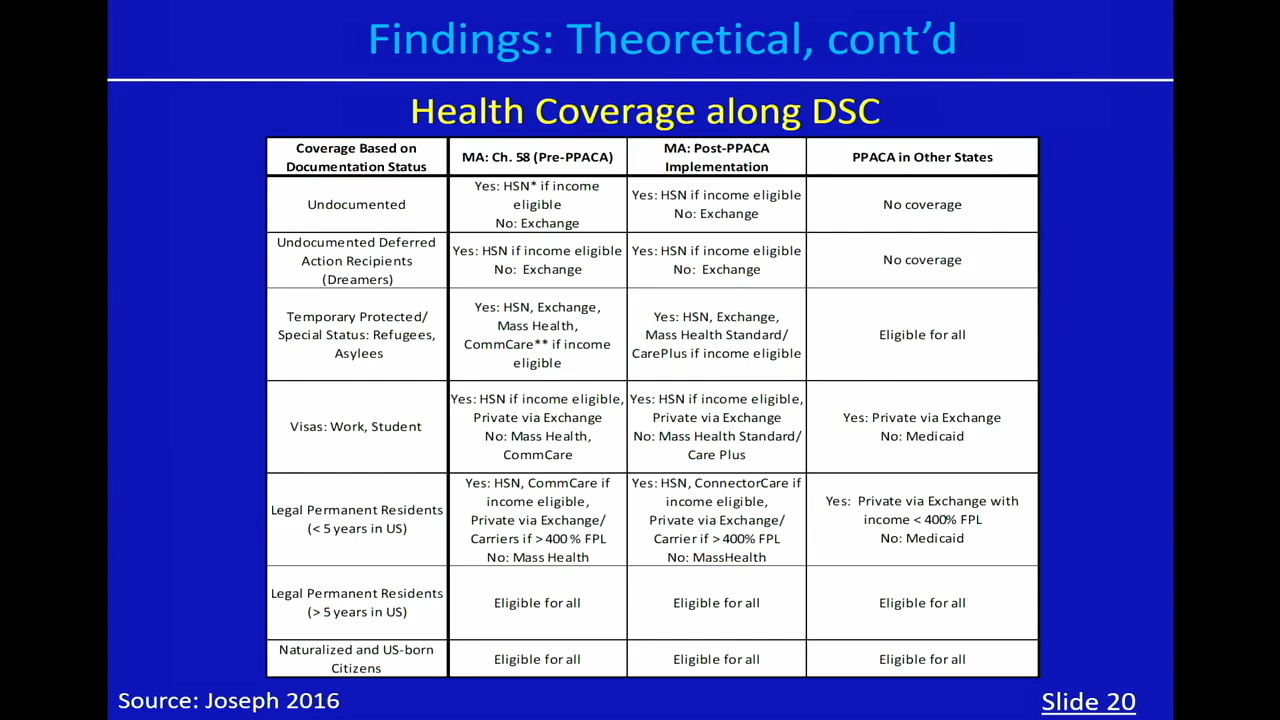 Findings: Theoretical, cont’d
Health Coverage along DSC
Coverage Based on
Documentation Status
MA: Ch. 58 (Pre-PPACA)
MA: Post-PPACA
Implementation
PPACA in Other States
Undocumented
Yes: HSN* if income
eligible
No: Exchange
Yes: HSN if income eligible
No: Exchange
No coverage
Undocumented Deferred
Action Recipients
(Dreamers)
Yes: HSN if income eligible
No: Exchange
Yes: HSN if income eligible
No: Exchange
No coverage
Temporary Protected/
Special Status: Refugees,
Asylees
Yes: HSN, Exchange,
Mass Health,
CommCare** if income
eligible
Yes: HSN, Exchange,
Mass Health Standard/
CarePlus if income eligible
Eligible for all
Visas: Work, Student
Yes: HSN if income eligible,
Private via Exchange
No: Mass Health,
CommCare
Yes: HSN if income eligible,
Private via Exchange
No: Mass Health Standard/
Care Plus
Yes: Private via Exchange
No: Medicaid
Legal Permanent Residents
(< 5 years in US)
Yes: HSN, CommCare if
income eligible,
Private via Exchange/
Carriers if > 400 % FPL
No: Mass Health
Yes: HSN, ConnectorCare if
income eligible,
Private via Exchange/
Carrier if > 400% FPL
No: MassHealth
Yes: Private via Exchange with
income < 400% FPL
No: Medicaid
Legal Permanent Residents
(> 5 years in US)
Eligible for all
Eligible for all
Eligible for all
Naturalized and US-born
Citizens
Eligible for all
Eligible for all
Eligible for all
Source: Joseph 2016
Slide 20